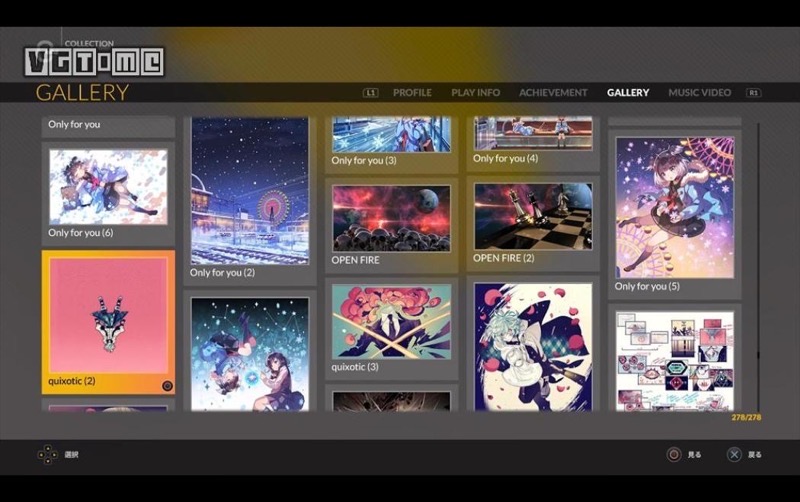 COLLECTION
VGTIME
GALLERY
L1 PROFILE PLAY INFO ACHIEVEMENT GALLERY MUSIC VIDEO R1
Only for you
Only for you (3)
Only for you (4)
Only for you (6)
Only for you (2)
OPEN FIRE
OPEN FIRE (2)
Only for you (5)
quixotic (2)
quixotic (3)
278/278
選択
見る
戻る